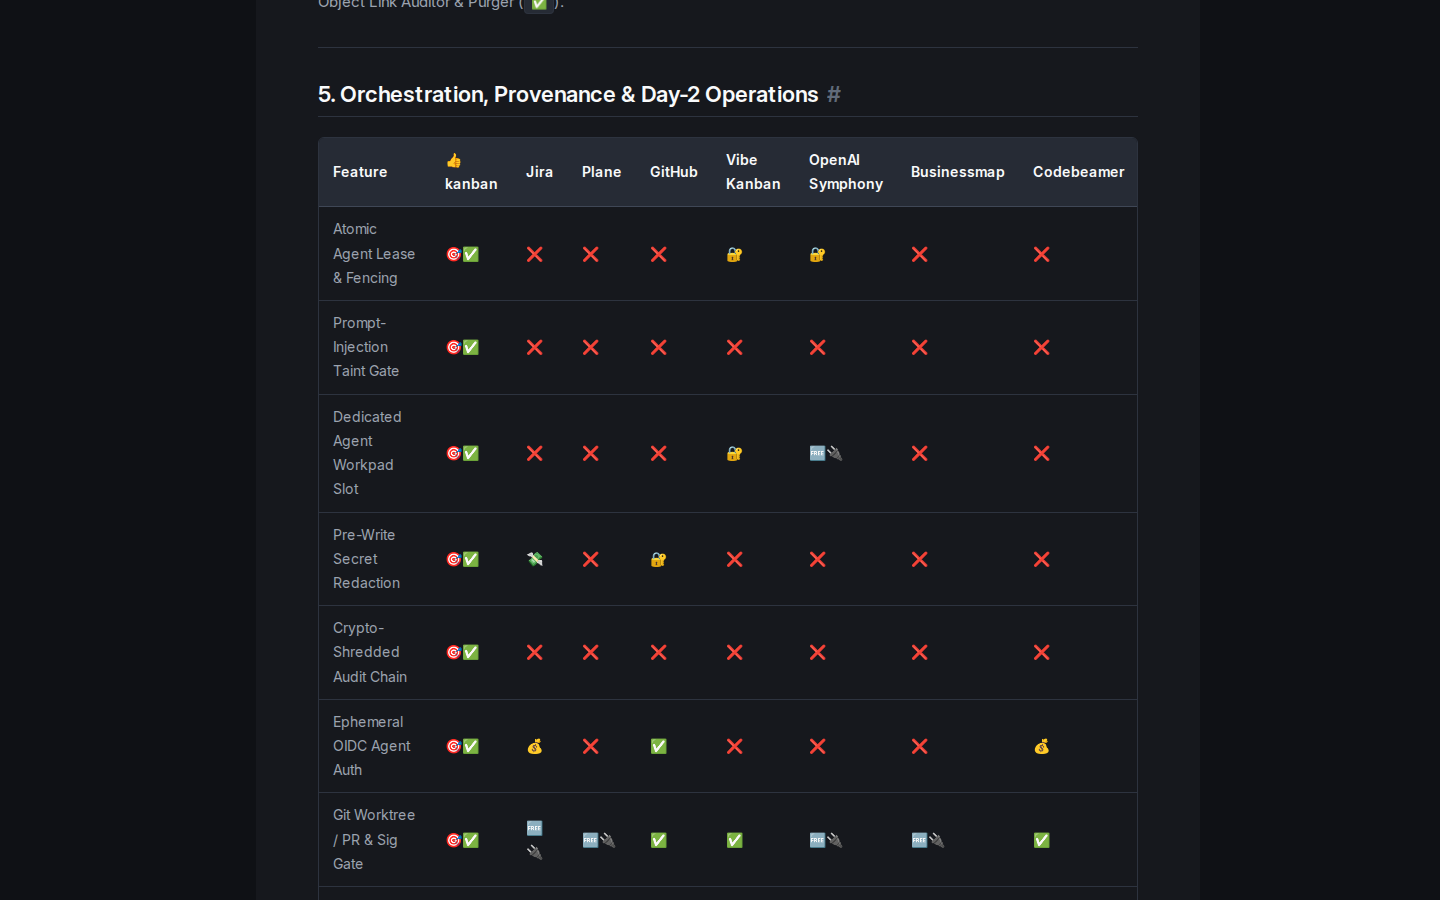 Object Link Auditor & Purger (✅).
5. Orchestration, Provenance & Day-2 Operations #
Feature 👍 kanban Jira Plane GitHub Vibe Kanban OpenAI Symphony Businessmap Codebeamer
Atomic
Agent Lease 🎯✅ ❌ ❌ ❌ 🔐 🔐 ❌ ❌
& Fencing
Prompt-
Injection 🎯✅ ❌ ❌ ❌ ❌ ❌ ❌ ❌
Taint Gate
Dedicated
Agent
Workpad 🎯✅ ❌ ❌ ❌ 🔐 🆓🔌 ❌ ❌
Slot
Pre-Write
Secret 🎯✅ 💸 ❌ 🔐 ❌ ❌ ❌ ❌
Redaction
Crypto-
Shredded 🎯✅ ❌ ❌ ❌ ❌ ❌ ❌ ❌
Audit Chain
Ephemeral
OIDC Agent 🎯✅ 💰 ❌ ✅ ❌ ❌ ❌ 💰
Auth
Git Worktree
/ PR & Sig 🎯✅ 🆓🔌 🆓🔌 ✅ ✅ 🆓🔌 🆓🔌 ✅
Gate